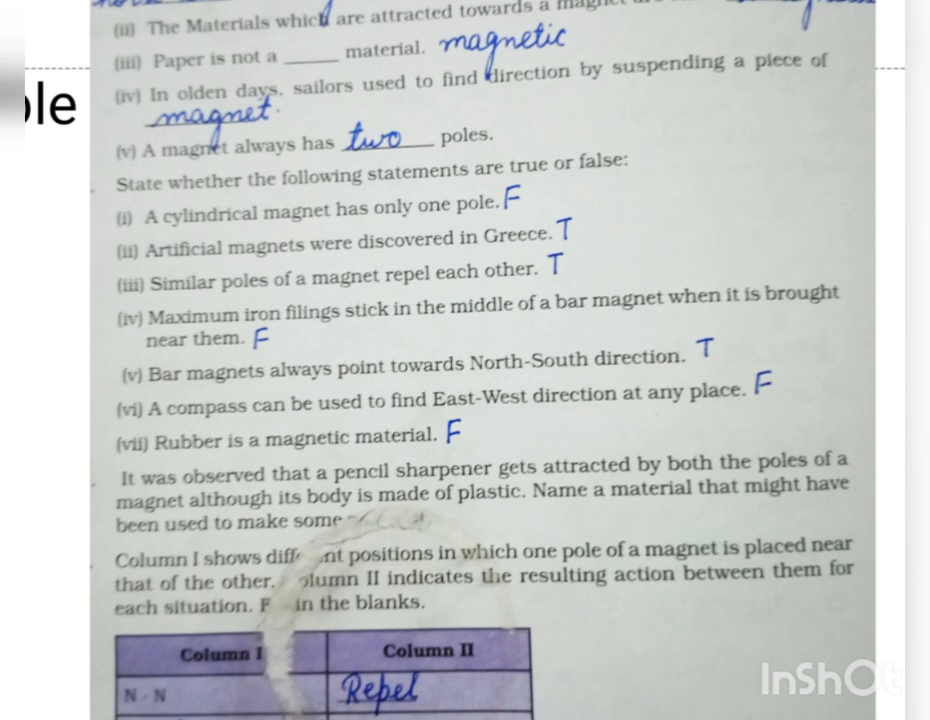 (ii) The Materials which are attracted towards a
(iii) Paper is not a ______ material. magnetic
(iv) In olden days, sailors used to find direction by suspending a piece of
magnet.
(v) A magnet always has two poles.
State whether the following statements are true or false:
(i) A cylindrical magnet has only one pole. F
(ii) Artificial magnets were discovered in Greece. T
(iii) Similar poles of a magnet repel each other. T
(iv) Maximum iron filings stick in the middle of a bar magnet when it is brought
near them. F
(v) Bar magnets always point towards North-South direction. T
(vi) A compass can be used to find East-West direction at any place. F
(vii) Rubber is a magnetic material. F
It was observed that a pencil sharpener gets attracted by both the poles of a
magnet although its body is made of plastic. Name a material that might have
been used to make some
Column I shows nt positions in which one pole of a magnet is placed near
that of the other. olumn II indicates the resulting action between them for
each situation. F in the blanks.
Column I Column II
N - N Repel
InShOt